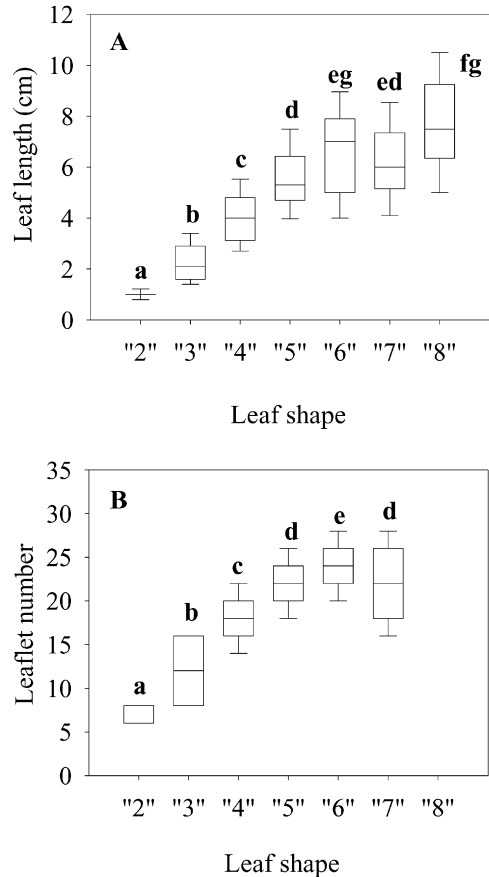 A
12
10
8
6
4
2
0
Leaf length (cm)
a
b
c
d
eg
ed
fg
"2" "3" "4" "5" "6" "7" "8"
Leaf shape
B
35
30
25
20
15
10
5
0
Leaflet number
a
b
c
d
e
d
"2" "3" "4" "5" "6" "7" "8"
Leaf shape